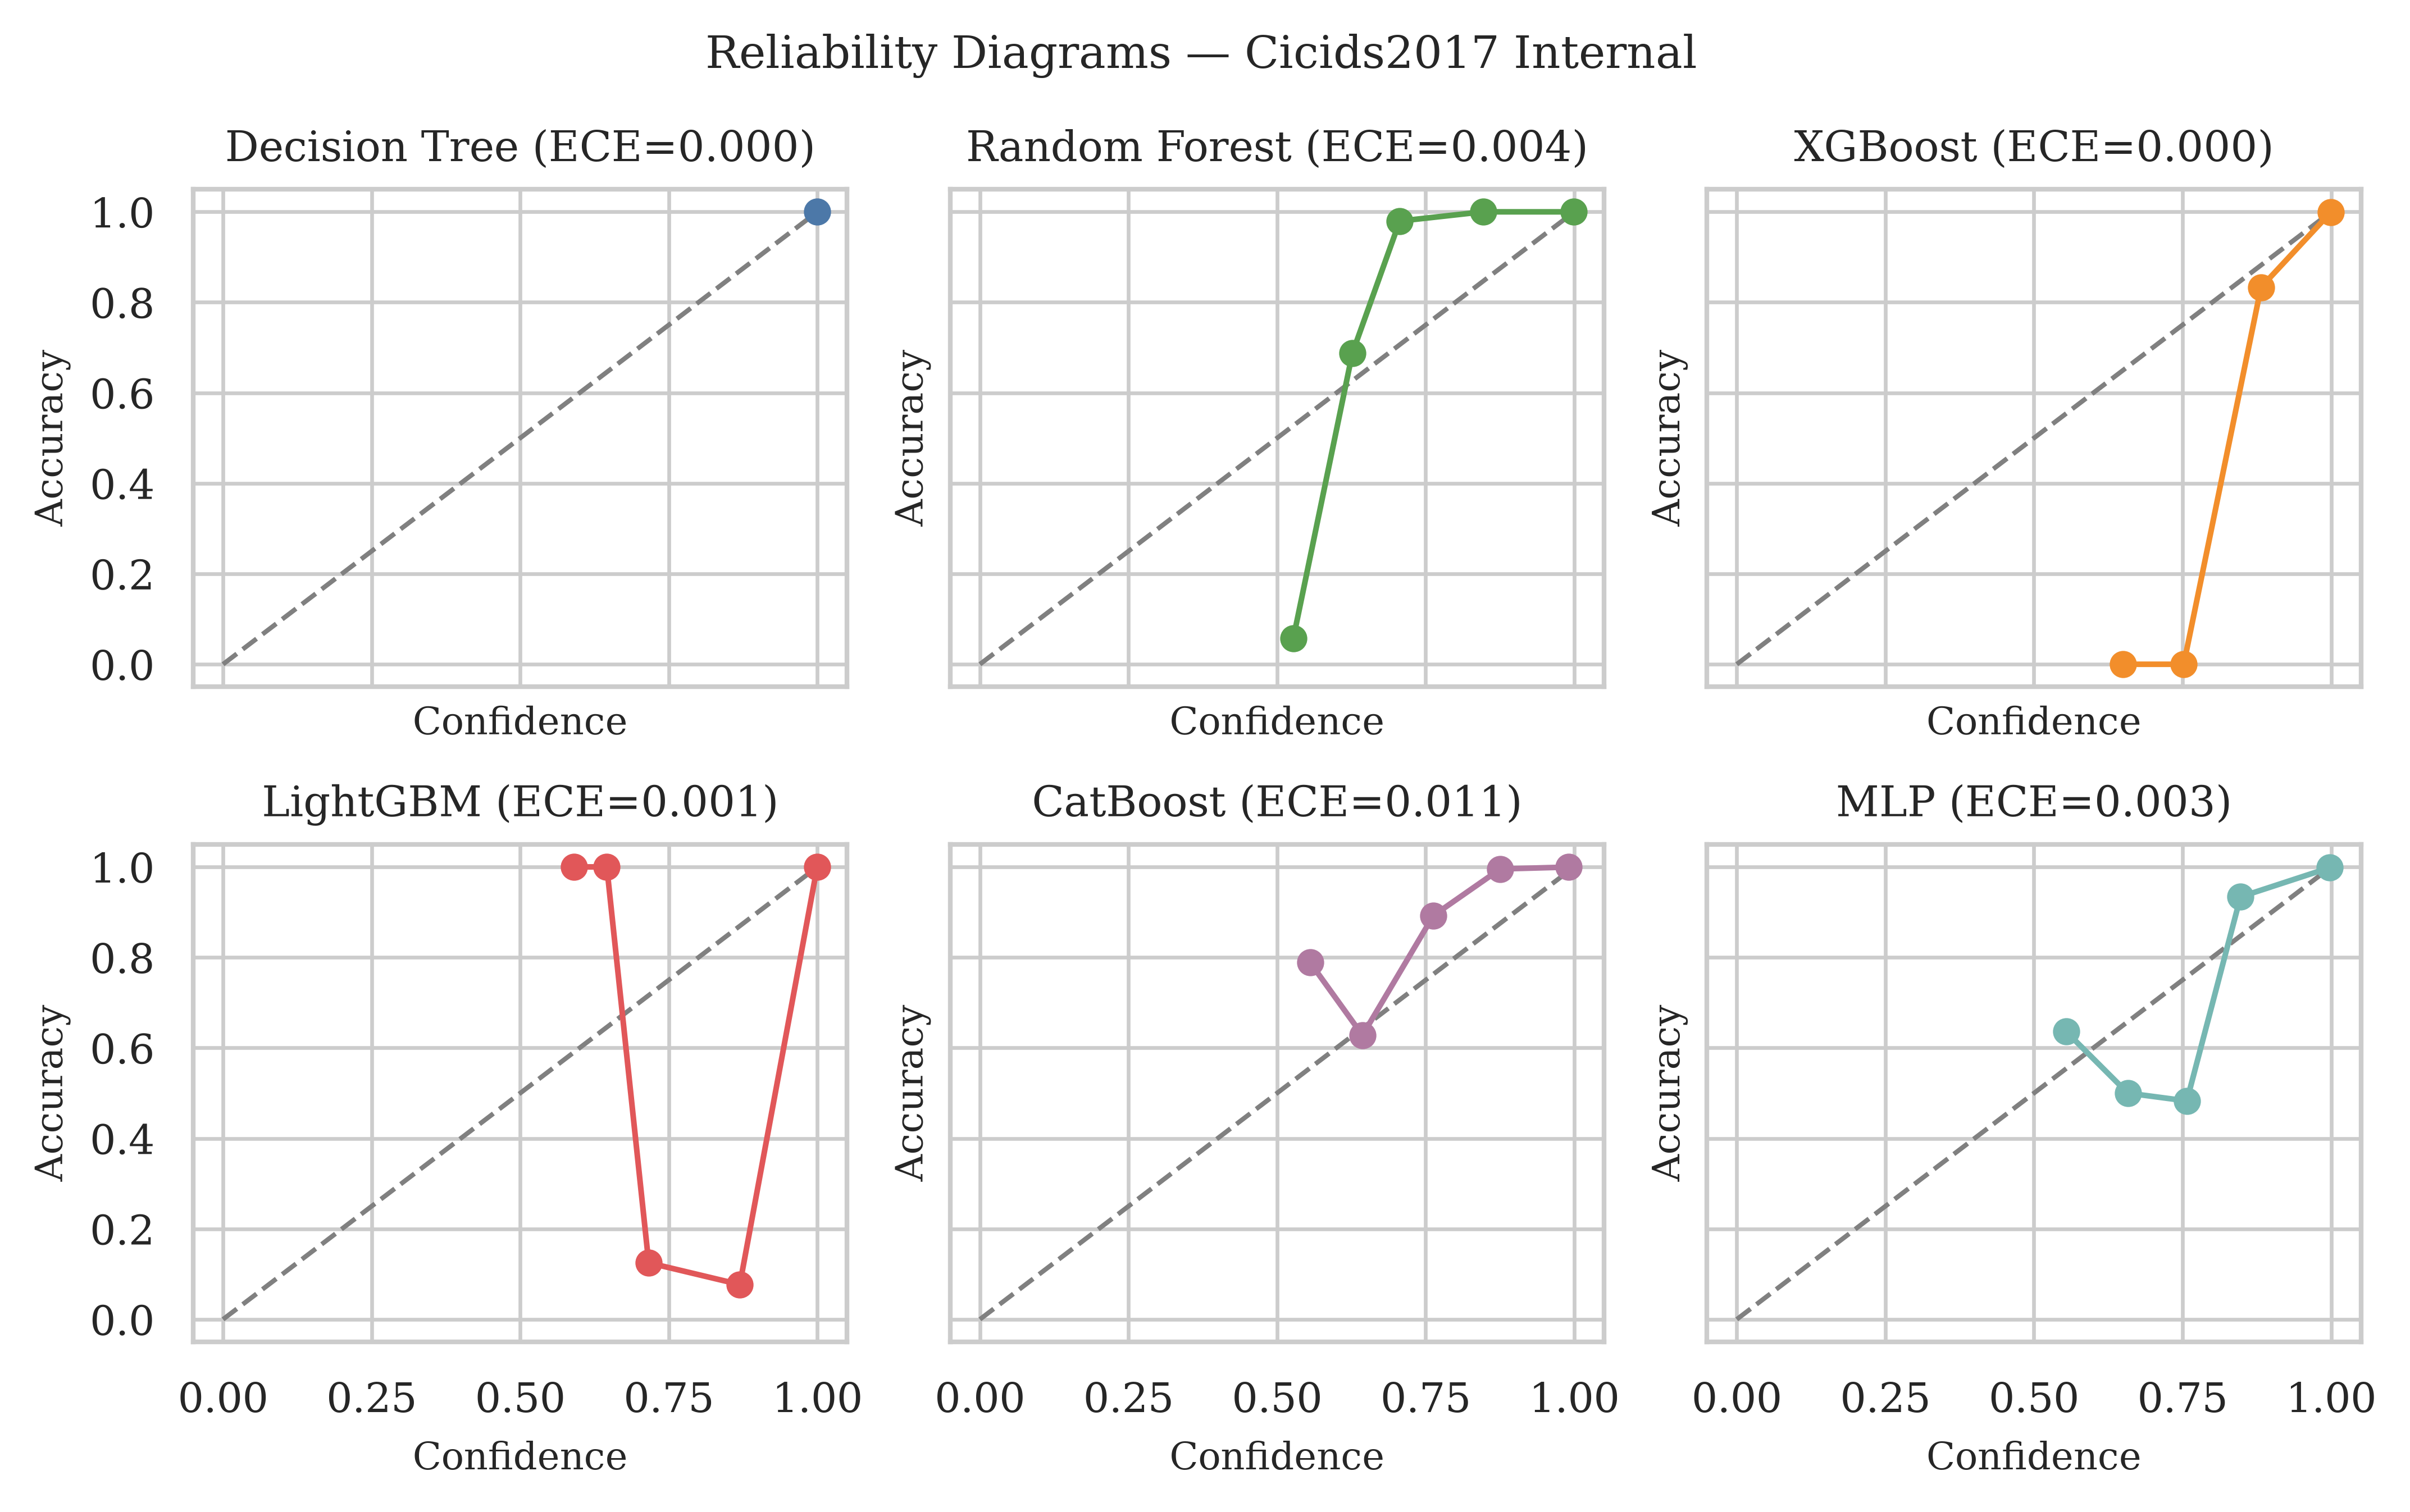 Reliability Diagrams — Cicids2017 Internal
Decision Tree (ECE=0.000)
Random Forest (ECE=0.004)
XGBoost (ECE=0.000)
1.0
0.8
0.6
0.4
0.2
0.0
Accuracy
Accuracy
Accuracy
Confidence
Confidence
Confidence
LightGBM (ECE=0.001)
CatBoost (ECE=0.011)
MLP (ECE=0.003)
1.0
0.8
0.6
0.4
0.2
0.0
Accuracy
Accuracy
Accuracy
0.00 0.25 0.50 0.75 1.00
0.00 0.25 0.50 0.75 1.00
0.00 0.25 0.50 0.75 1.00
Confidence
Confidence
Confidence